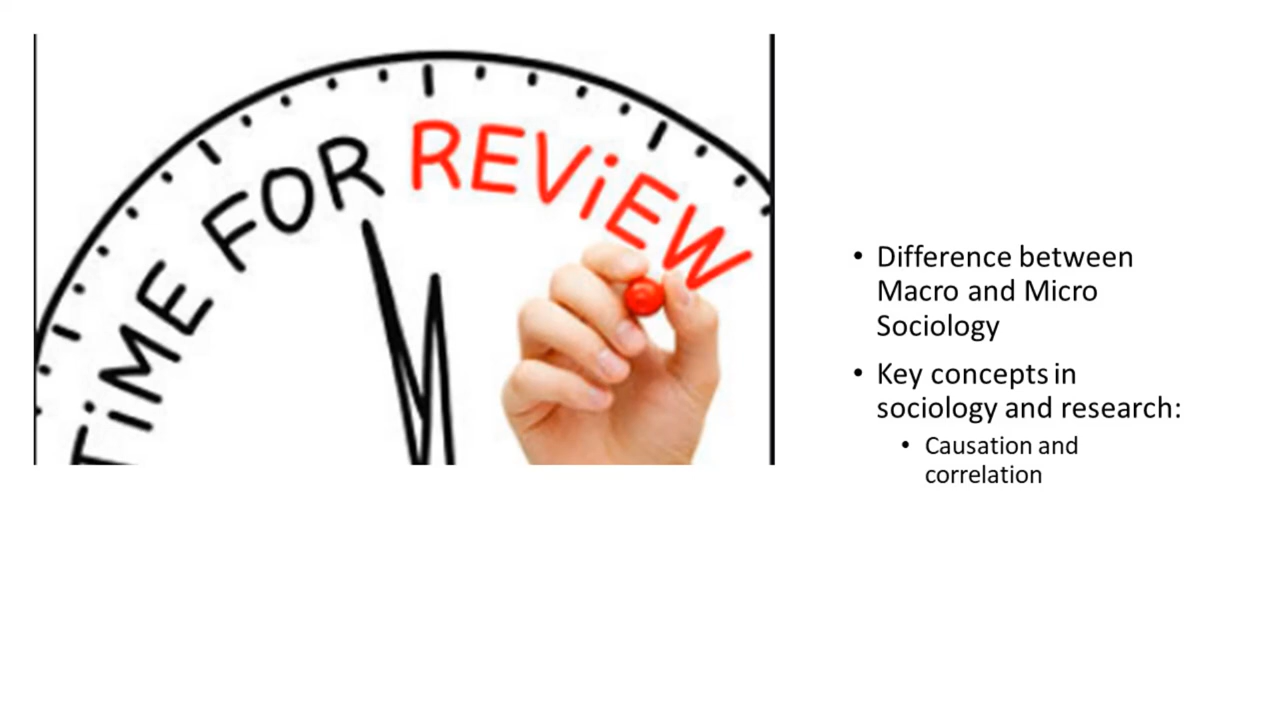 TiME FOR REViEW
• Difference between
Macro and Micro
Sociology
• Key concepts in
sociology and research:
• Causation and
correlation